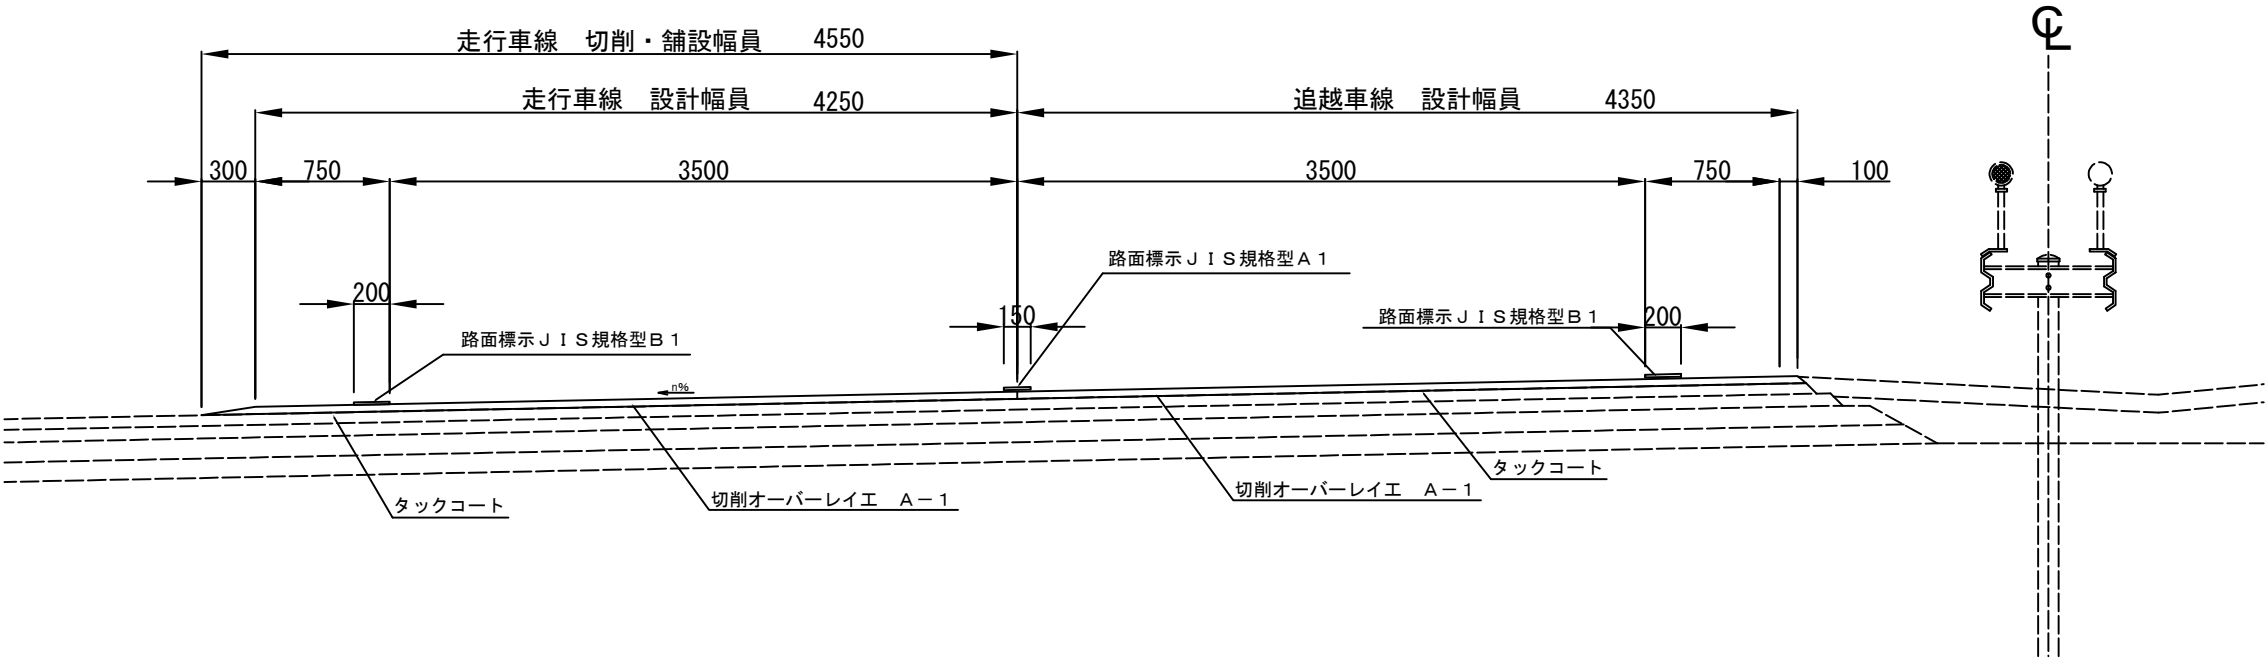 ℄
走行車線　切削・舗設幅員　4550
走行車線　設計幅員　4250
追越車線　設計幅員　4350
300
750
3500
3500
750
100
路面標示ＪＩＳ規格型Ａ１
200
150
路面標示ＪＩＳ規格型Ｂ１
200
路面標示ＪＩＳ規格型Ｂ１
n%
タックコート
切削オーバーレイエ　Ａ－１
切削オーバーレイエ　Ａ－１
タックコート